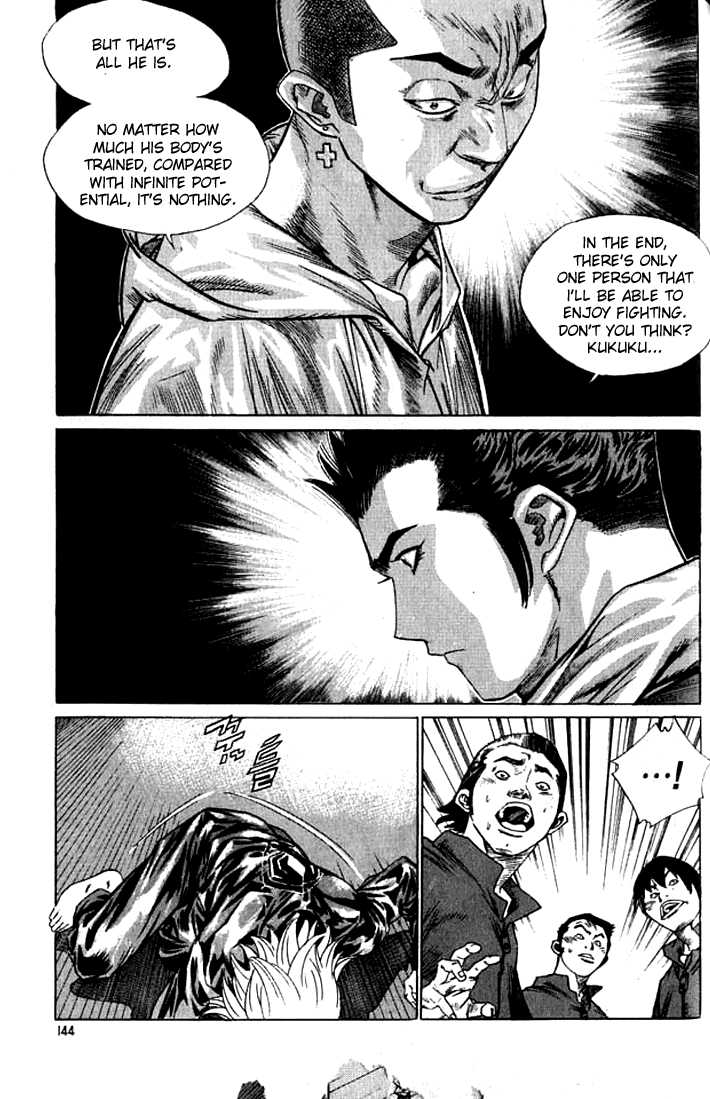 BUT THAT'S
ALL HE IS.
NO MATTER HOW
MUCH HIS BODY'S
TRAINED, COMPARED
WITH INFINITE POT-
ENTIAL, IT'S NOTHING.
IN THE END,
THERE'S ONLY
ONE PERSON THAT
I'LL BE ABLE TO
ENJOY FIGHTING.
DON'T YOU THINK?
KUKUKU...
...!
144